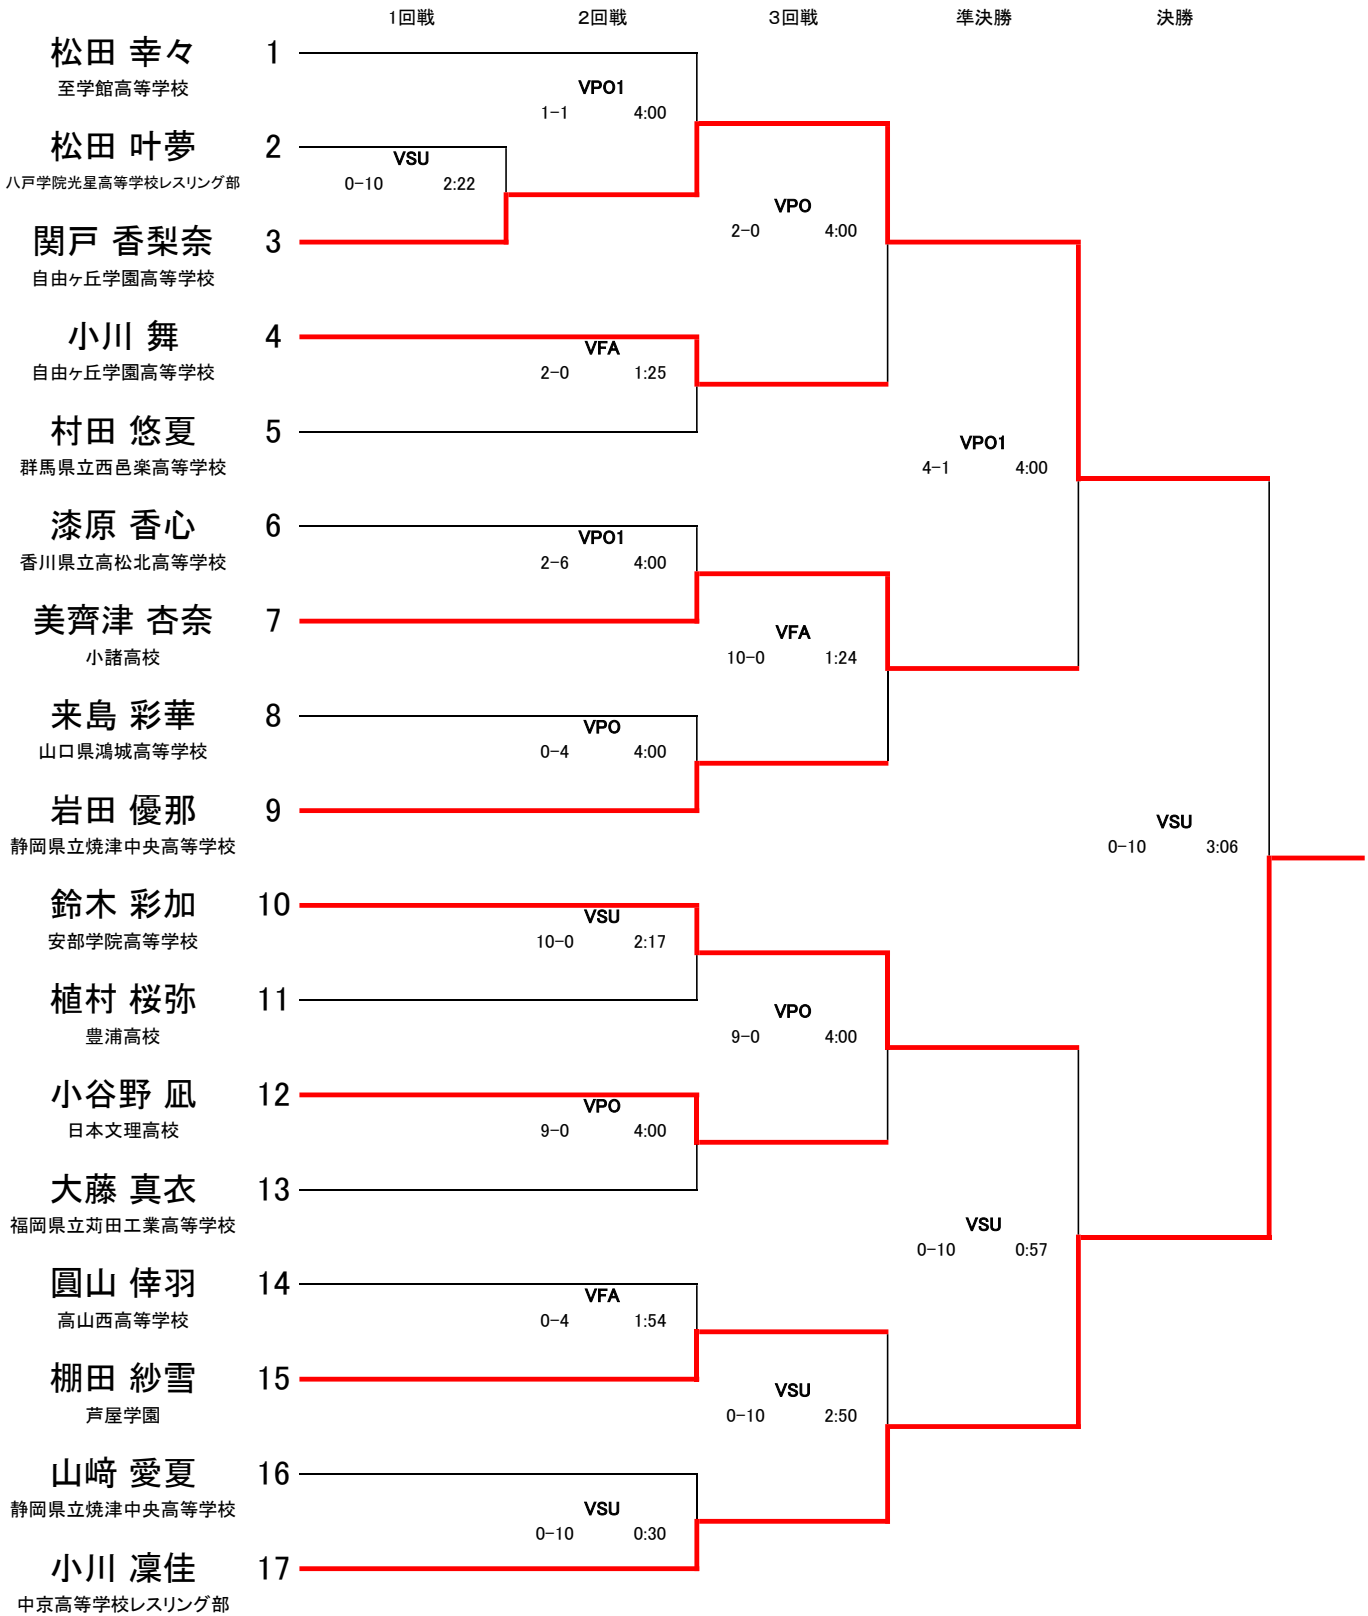 1回戦 2回戦 3回戦 準決勝 決勝
松田 幸々 1
至学館高等学校
VPO1
1-1 4:00
松田 叶夢 2
八戸学院光星高等学校レスリング部
VSU
0-10 2:22
関戸 香梨奈 3
自由ヶ丘学園高等学校
VPO
2-0 4:00
小川 舞 4
自由ヶ丘学園高等学校
VFA
2-0 1:25
村田 悠夏 5
群馬県立西邑楽高等学校
VPO1
4-1 4:00
漆原 香心 6
香川県立高松北高等学校
VPO1
2-6 4:00
美齊津 杏奈 7
小諸高校
VFA
10-0 1:24
来島 彩華 8
山口県鴻城高等学校
VPO
0-4 4:00
岩田 優那 9
静岡県立焼津中央高等学校
VSU
0-10 3:06
鈴木 彩加 10
安部学院高等学校
VSU
10-0 2:17
植村 桜弥 11
豊浦高校
VPO
9-0 4:00
小谷野 凪 12
日本文理高校
VPO
9-0 4:00
大藤 真衣 13
福岡県立苅田工業高等学校
VSU
0-10 0:57
圓山 倖羽 14
高山西高等学校
VFA
0-4 1:54
棚田 紗雪 15
芦屋学園
VSU
0-10 2:50
山﨑 愛夏 16
静岡県立焼津中央高等学校
VSU
0-10 0:30
小川 凜佳 17
中京高等学校レスリング部